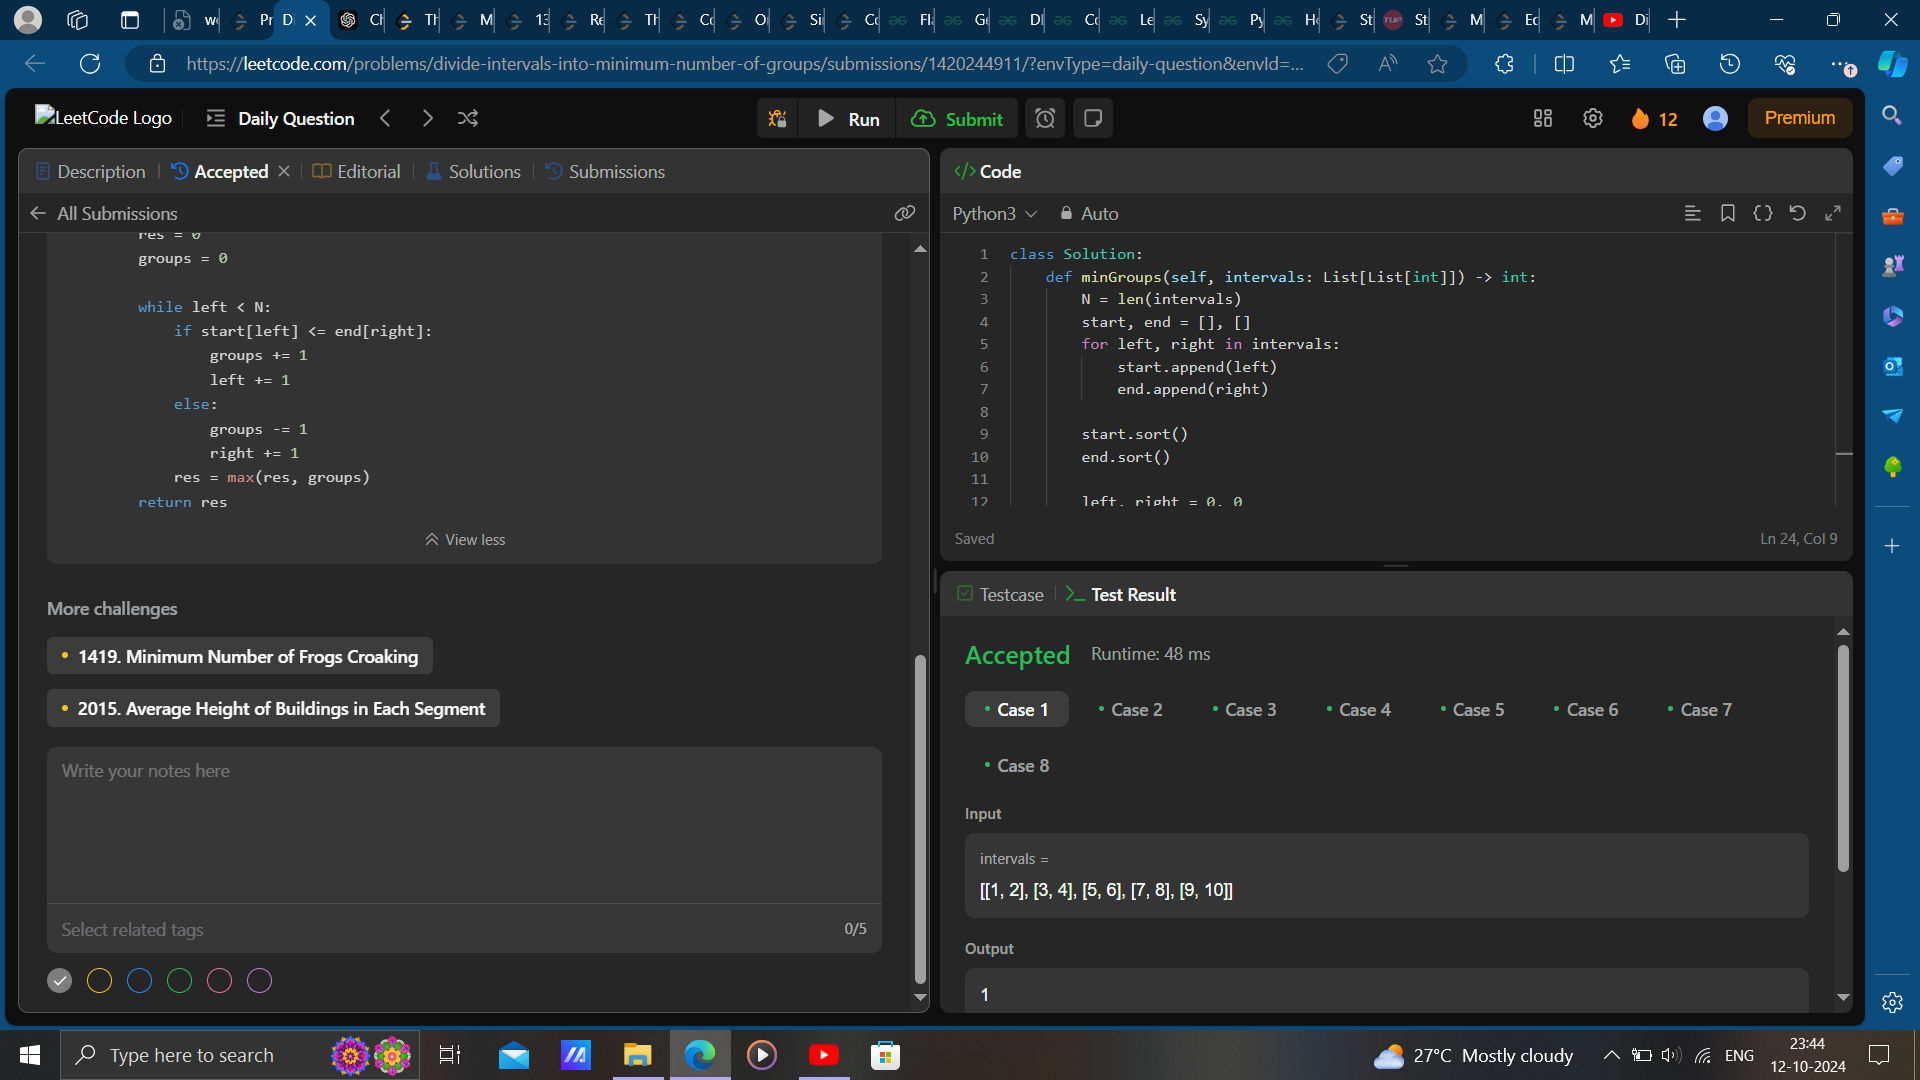 w
Pr
D
Ch
Th
M
13
Re
Th
Co
O
Si
Co
Fl
Ge
Dl
Co
Le
Sy
Py
H
St
St
M
Ec
M
Di
https://leetcode.com/problems/divide-intervals-into-minimum-number-of-groups/submissions/1420244911/?envType=daily-question&envId=...
LeetCode Logo
Daily Question
Run
Submit
12
Premium
Description
Accepted
Editorial
Solutions
Submissions
All Submissions
res = 0
groups = 0
while left < N:
if start[left] <= end[right]:
groups += 1
left += 1
else:
groups -= 1
right += 1
res = max(res, groups)
return res
View less
More challenges
1419. Minimum Number of Frogs Croaking
2015. Average Height of Buildings in Each Segment
Write your notes here
Select related tags
0/5
</> Code
Python3
Auto
1 class Solution:
2 def minGroups(self, intervals: List[List[int]]) -> int:
3 N = len(intervals)
4 start, end = [], []
5 for left, right in intervals:
6 start.append(left)
7 end.append(right)
8
9 start.sort()
10 end.sort()
11
12 left, right = 0, 0
Saved
Ln 24, Col 9
Testcase
Test Result
Accepted
Runtime: 48 ms
Case 1
Case 2
Case 3
Case 4
Case 5
Case 6
Case 7
Case 8
Input
intervals =
[[1, 2], [3, 4], [5, 6], [7, 8], [9, 10]]
Output
1
Type here to search
27°C Mostly cloudy
ENG
23:44
12-10-2024